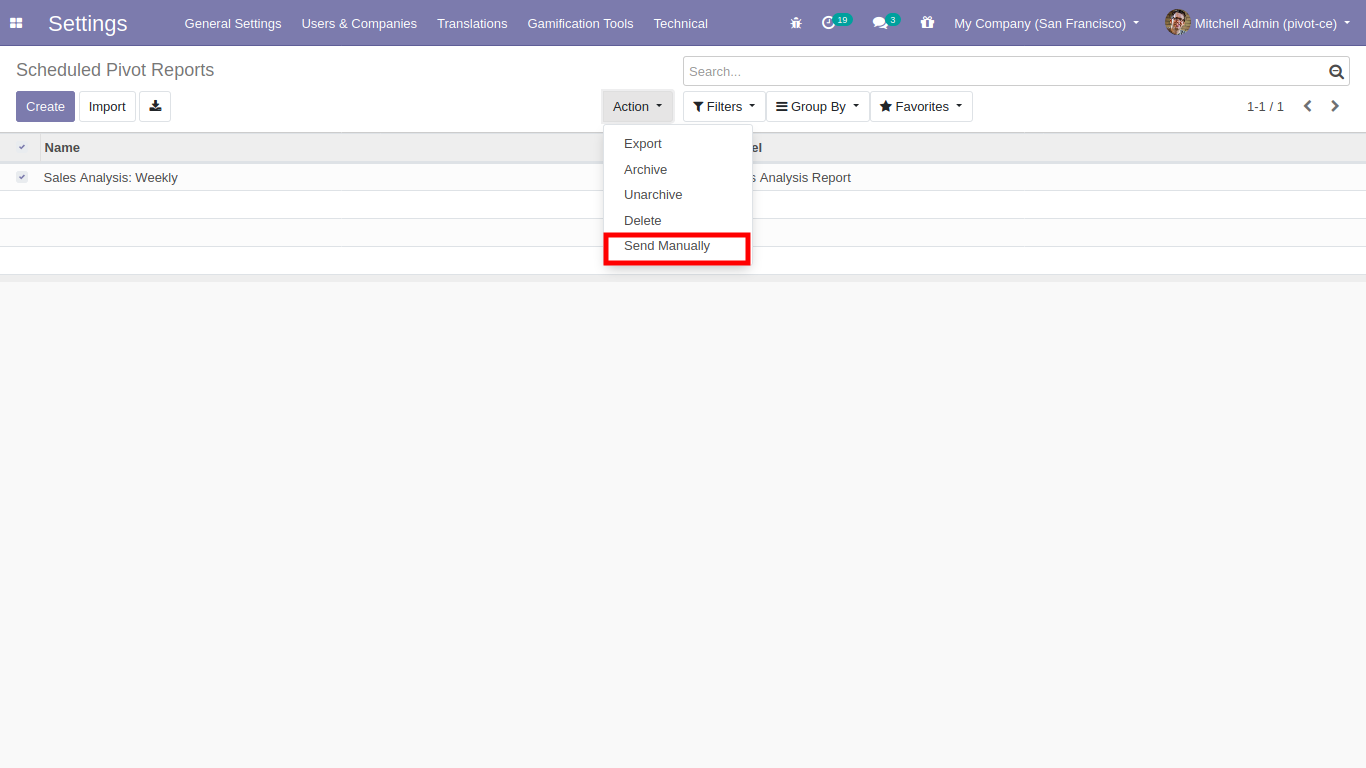 Settings General Settings Users & Companies Translations Gamification Tools Technical 19 3 My Company (San Francisco) Mitchell Admin (pivot-ce)
Scheduled Pivot Reports Search...
Create Import Action Filters Group By Favorites 1-1 / 1
Name el
Sales Analysis: Weekly s Analysis Report
Export
Archive
Unarchive
Delete
Send Manually